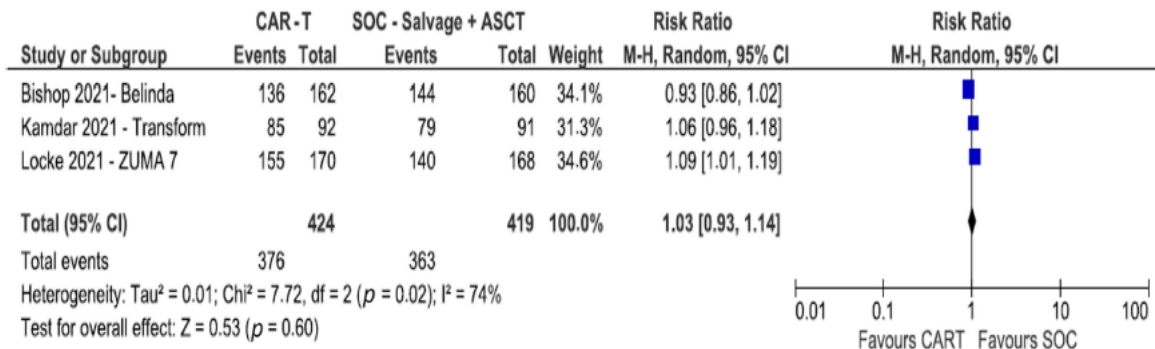 CAR-T SOC - Salvage + ASCT Risk Ratio Risk Ratio
Study or Subgroup Events Total Events Total Weight M-H, Random, 95% CI M-H, Random, 95% CI
Bishop 2021- Belinda 136 162 144 160 34.1% 0.93 [0.86, 1.02]
Kamdar 2021 - Transform 85 92 79 91 31.3% 1.06 [0.96, 1.18]
Locke 2021 - ZUMA 7 155 170 140 168 34.6% 1.09 [1.01, 1.19]
Total (95% CI) 424 419 100.0% 1.03 [0.93, 1.14]
Total events 376 363
Heterogeneity: Tau² = 0.01; Chi² = 7.72, df = 2 (p = 0.02); I² = 74%
Test for overall effect: Z = 0.53 (p = 0.60)
0.01 0.1 1 10 100
Favours CART Favours SOC